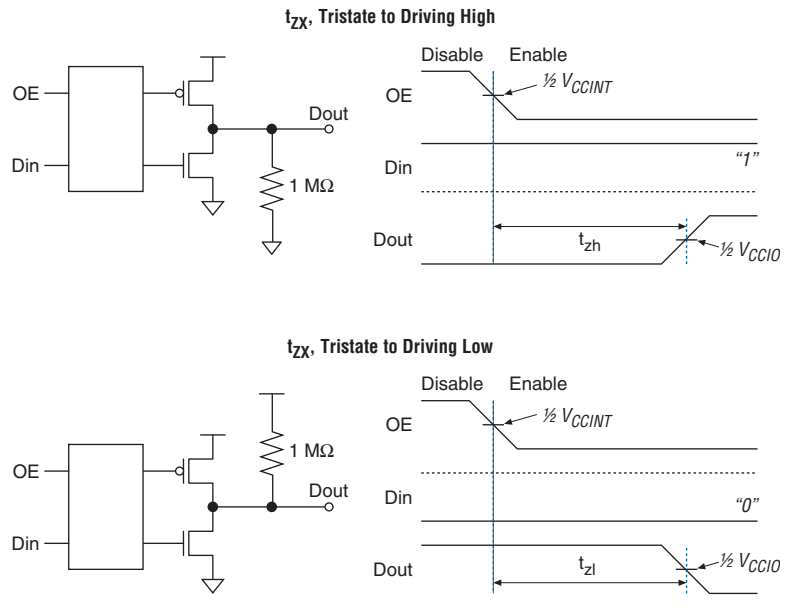 tZX, Tristate to Driving High
Disable Enable
OE
½ VCCINT
OE
Dout
Din
1 MΩ
Din
"1"
Dout
tzh
½ VCCIO
tZX, Tristate to Driving Low
Disable Enable
OE
½ VCCINT
1 MΩ
OE
Dout
Din
"0"
Din
Dout
tzl
½ VCCIO